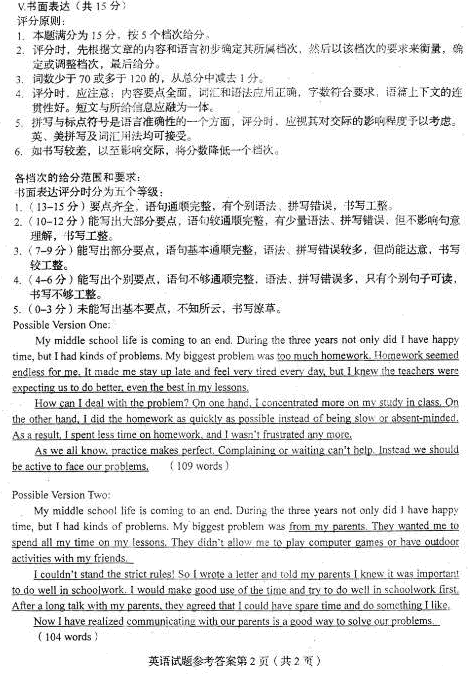 V.书面表达（共 15 分）
评分原则：
1. 本题满分为 15 分，按 5 个档次给分。
2. 评分时，先根据文章的内容和语言初步确定其所属档次，然后以该档次的要求来衡量，确
定或调整档次，最后给分。
3. 词数少于 70 或多于 120 的，从总分中减去 1 分。
4. 评分时，应注意：内容要点全面，词汇和语法应用正确，字数符合要求，语篇上下文的连
贯性好。短文与所给信息应融为一体。
5. 拼写与标点符号是语言准确性的一个方面，评分时，应视其对交际的影响程度予以考虑。
英、美拼写及词汇用法均可接受。
6. 如书写较差，以至影响交际，将分数降低一个档次。
各档次的给分范围和要求：
书面表达评分时分为五个等级：
1.（13–15 分）要点齐全，语句通顺完整，有个别语法、拼写错误，书写工整。
2.（10–12 分）能写出大部分要点，语句较通顺完整，有少量语法、拼写错误，但不影响句意
理解，书写工整。
3.（7–9 分）能写出部分要点，语句基本通顺完整，语法、拼写错误较多，但尚能达意，书写
较工整。
4.（4–6 分）能写出个别要点，语句不够通顺完整，语法、拼写错误多，只有个别句子可读，
书写不够工整。
5.（0–3 分）未能写出基本要点，不知所云，书写潦草。
Possible Version One:
My middle school life is coming to an end. During the three years not only did I have happy
time, but I had kinds of problems. My biggest problem was too much homework. Homework seemed
endless for me. It made me stay up late and feel very tired every day, but I knew the teachers were
expecting us to do better, even the best in my lessons.
How can I deal with the problem? On one hand, I concentrated more on my study in class. On
the other hand, I did the homework as quickly as possible instead of being slow or absent-minded.
As a result, I spent less time on homework, and I wasn't frustrated any more.
As we all know, practice makes perfect. Complaining or waiting can't help. Instead we should
be active to face our problems. （109 words）
Possible Version Two:
My middle school life is coming to an end. During the three years not only did I have happy
time, but I had kinds of problems. My biggest problem was from my parents. They wanted me to
spend all my time on my lessons. They didn't allow me to play computer games or have outdoor
activities with my friends.
I couldn't stand the strict rules! So I wrote a letter and told my parents I knew it was important
to do well in schoolwork. I would make good use of the time and try to do well in schoolwork first.
After a long talk with my parents, they agreed that I could have spare time and do something I like.
Now I have realized communicating with our parents is a good way to solve our problems.
（104 words）
英语试题参考答案第 2 页（共 2 页）